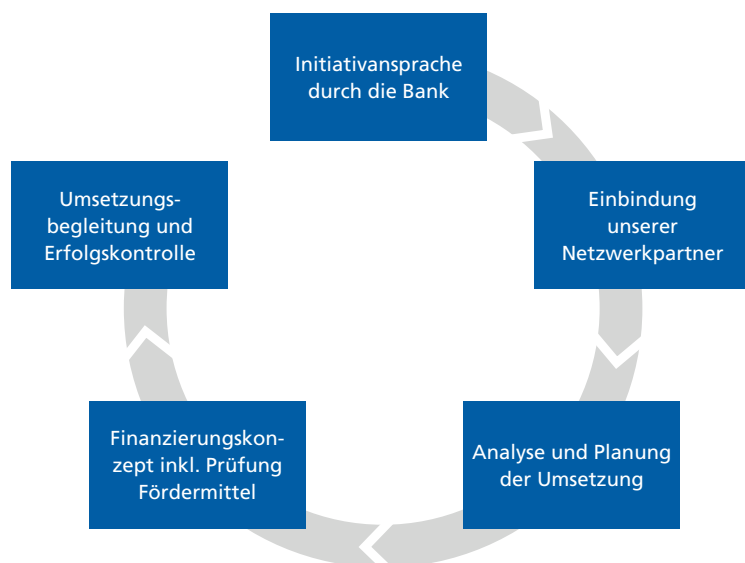 Initiativansprache
durch die Bank
Einbindung
unserer
Netzwerkpartner
Analyse und Planung
der Umsetzung
Finanzierungskon-
zept inkl. Prüfung
Fördermittel
Umsetzungs-
begleitung und
Erfolgskontrolle